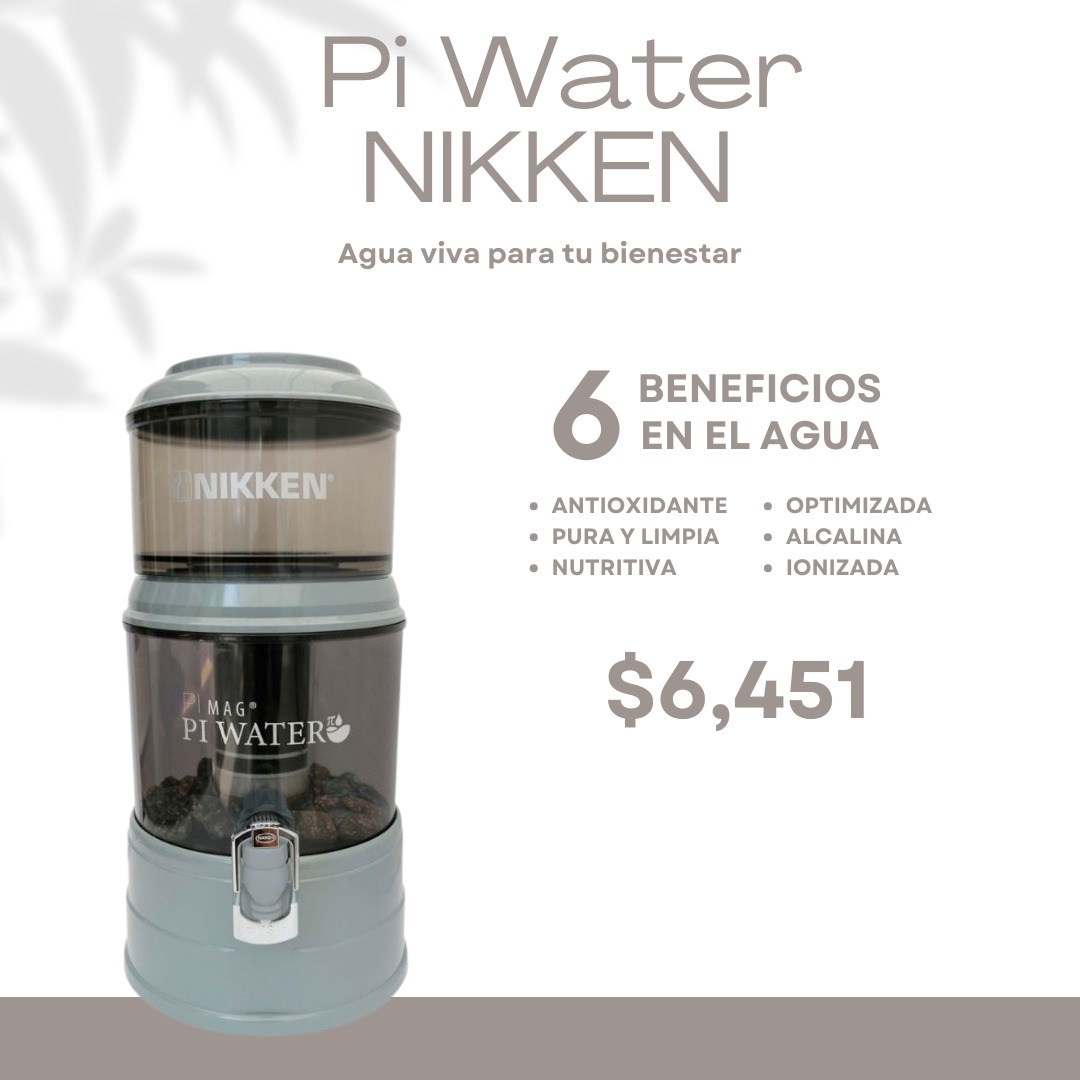 Pi Water
NIKKEN
Agua viva para tu bienestar
6 BENEFICIOS
EN EL AGUA
• ANTIOXIDANTE
• PURA Y LIMPIA
• NUTRITIVA
• OPTIMIZADA
• ALCALINA
• IONIZADA
$6,451
NIKKEN®
PI MAG®
PI WATER